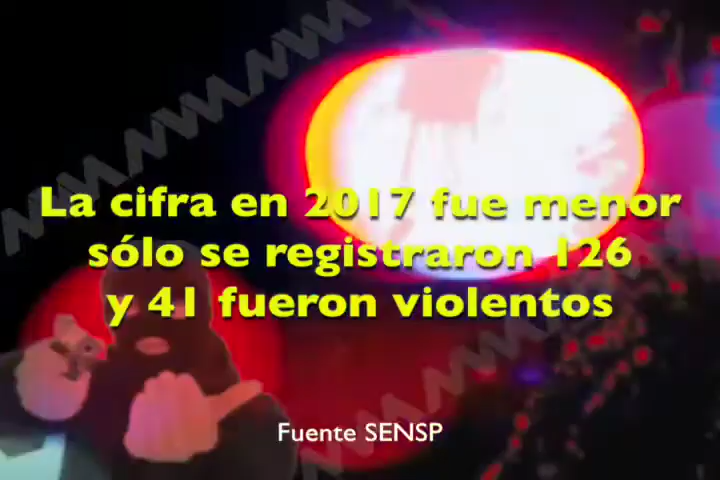 La cifra en 2017 fue menor
sólo se registraron 126
y 41 fueron violentos
Fuente SENSP